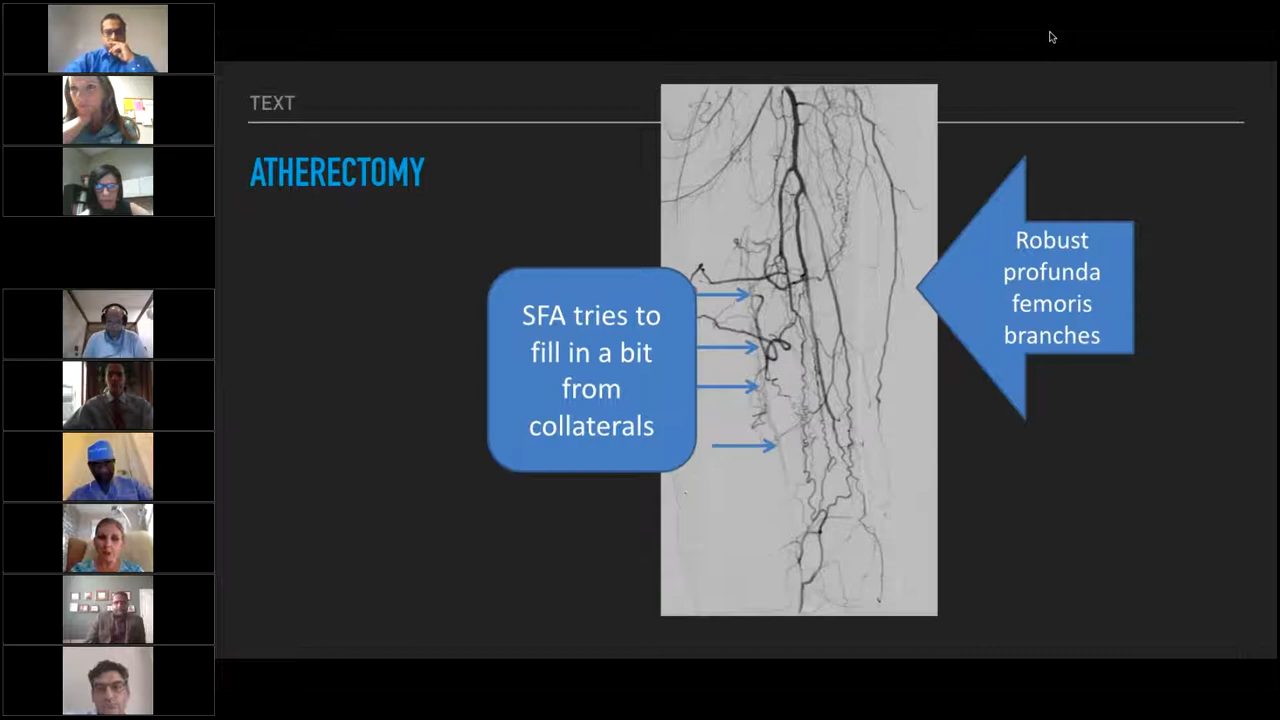 TEXT
ATHERECTOMY
SFA tries to
fill in a bit
from
collaterals
Robust
profunda
femoris
branches